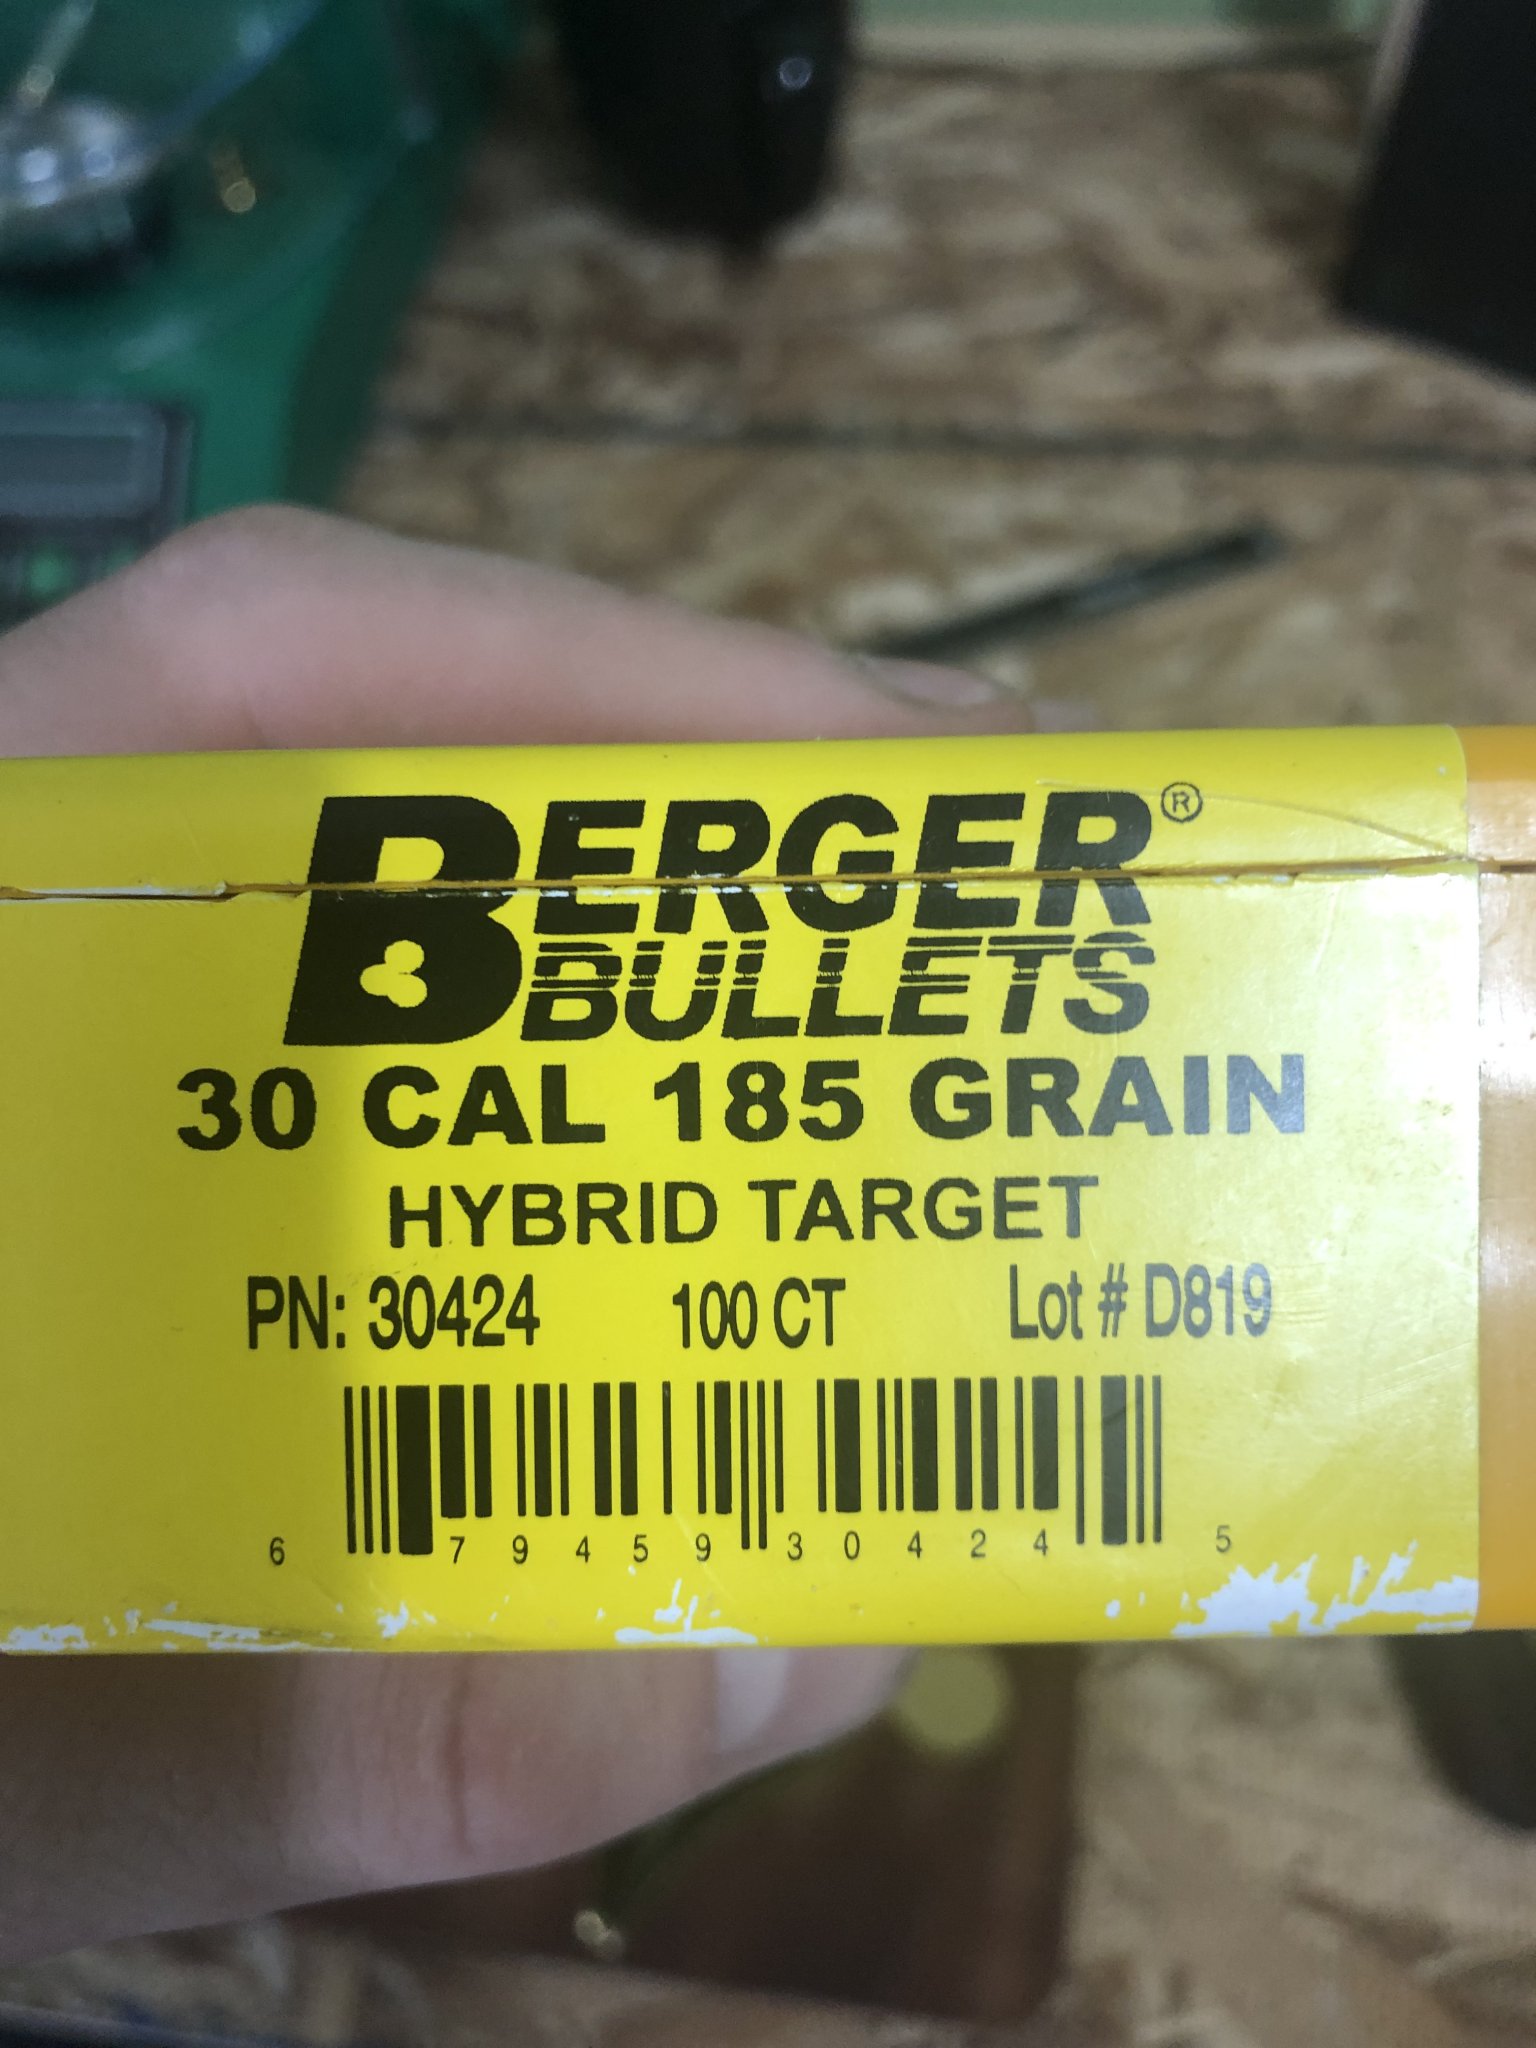 BERGER®
BULLETS
30 CAL 185 GRAIN
HYBRID TARGET
PN: 30424 100 CT Lot # D819
6 79459 30424 5